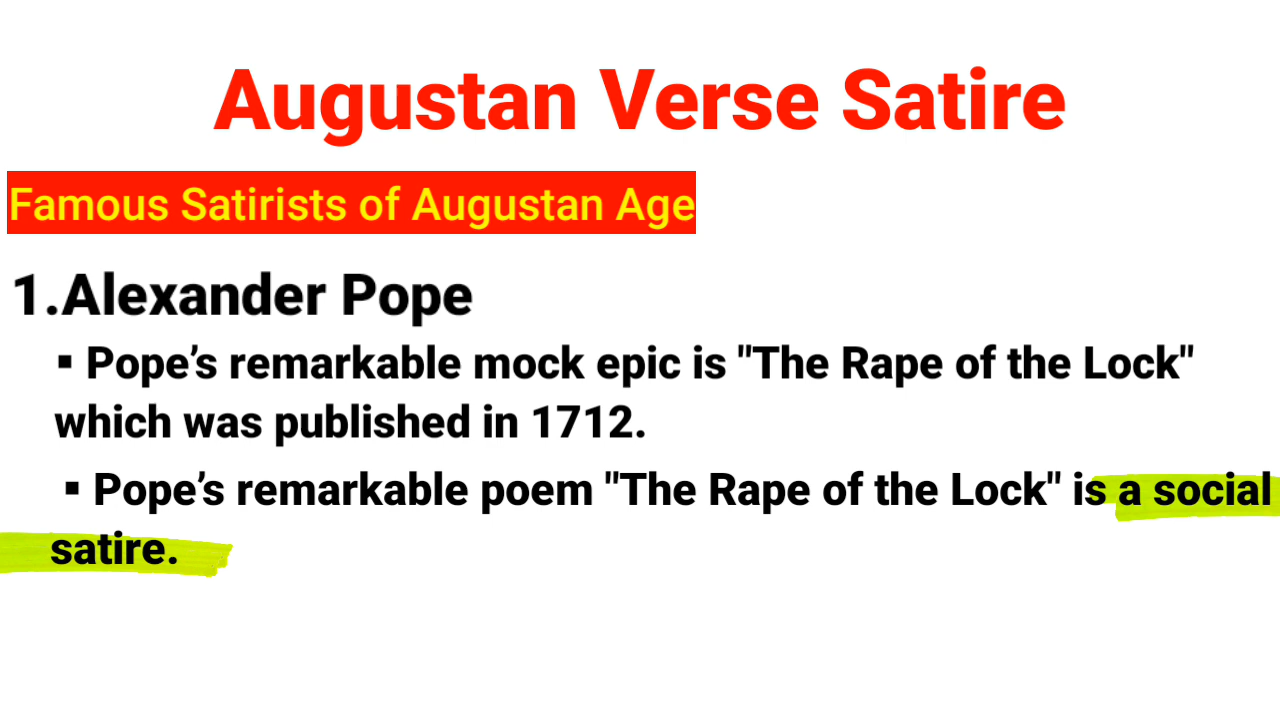 Augustan Verse Satire
Famous Satirists of Augustan Age
1.Alexander Pope
▪ Pope’s remarkable mock epic is "The Rape of the Lock"
which was published in 1712.
▪ Pope’s remarkable poem "The Rape of the Lock" is a social
satire.